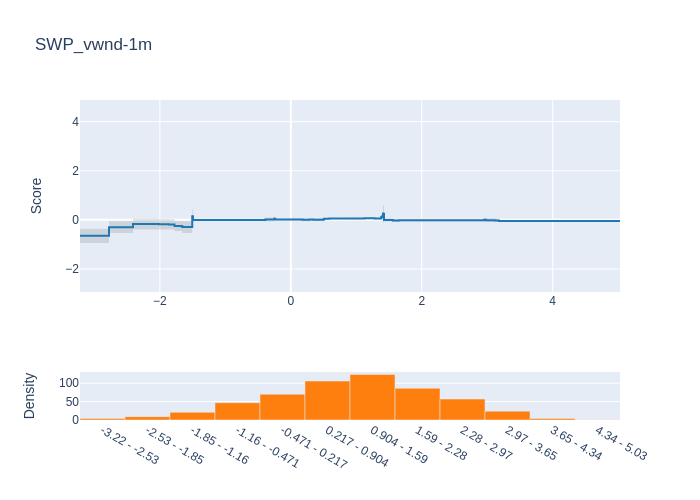 SWP_vwnd-1m
Score
4
2
0
−2
−2
0
2
4
Density
100
50
0
-3.22 - -2.53
-2.53 - -1.85
-1.85 - -1.16
-1.16 - -0.471
-0.471 - 0.217
0.217 - 0.904
0.904 - 1.59
1.59 - 2.28
2.28 - 2.97
2.97 - 3.65
3.65 - 4.34
4.34 - 5.03